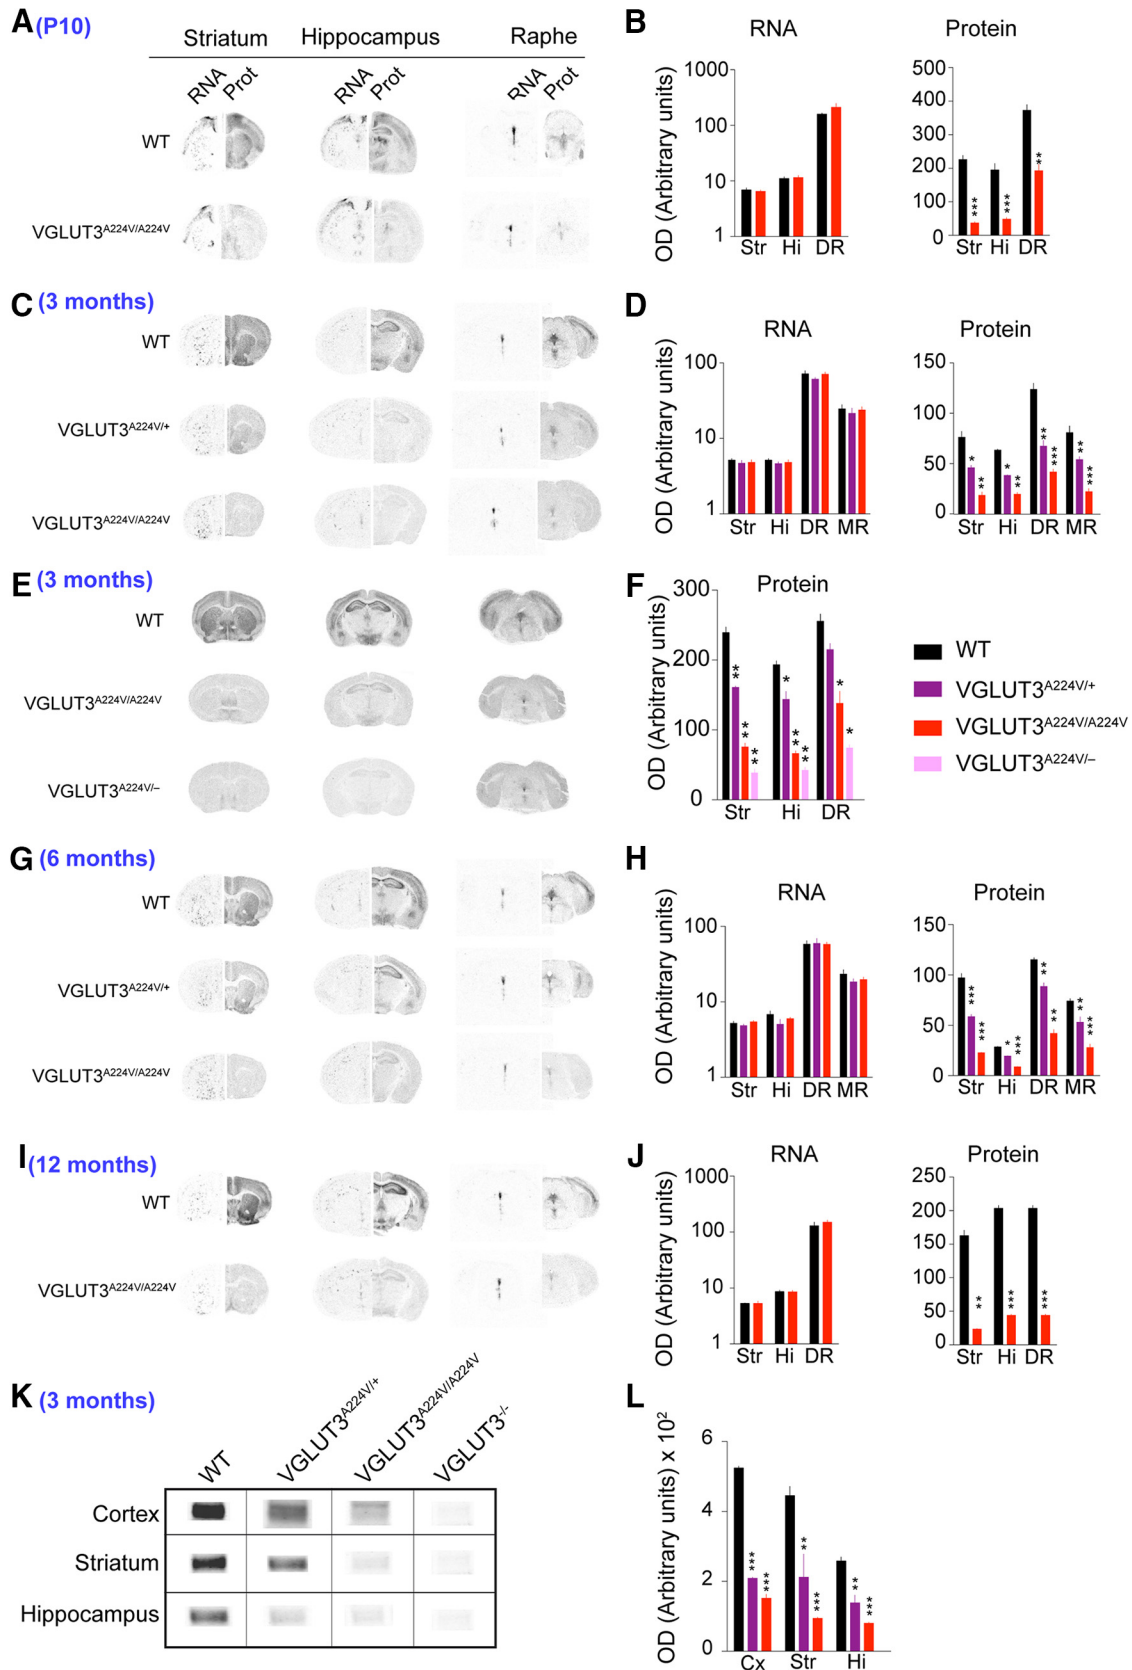 A (P10)
Striatum Hippocampus Raphe
RNA Prot RNA Prot RNA Prot
WT
VGLUT3A224V/A224V
B
RNA Protein
OD (Arbitrary units)
1000
100
10
1
Str Hi DR
500
400
300
200
100
0
*** *** **
Str Hi DR
C (3 months)
WT
VGLUT3A224V/+
VGLUT3A224V/A224V
D
RNA Protein
OD (Arbitrary units)
100
10
1
Str Hi DR MR
150
100
50
0
* ** * ** ** *** ** ***
Str Hi DR MR
E (3 months)
WT
VGLUT3A224V/A224V
VGLUT3A224V/–
F
Protein
OD (Arbitrary units)
300
200
100
0
** ** ** * ** ** * *
Str Hi DR
WT
VGLUT3A224V/+
VGLUT3A224V/A224V
VGLUT3A224V/–
G (6 months)
WT
VGLUT3A224V/+
VGLUT3A224V/A224V
H
RNA Protein
OD (Arbitrary units)
100
10
1
Str Hi DR MR
150
100
50
0
*** *** * *** ** ** ** ***
Str Hi DR MR
I (12 months)
WT
VGLUT3A224V/A224V
J
RNA Protein
OD (Arbitrary units)
1000
100
10
1
Str Hi DR
250
200
150
100
50
0
** *** ***
Str Hi DR
K (3 months)
WT VGLUT3A224V/+ VGLUT3A224V/A224V VGLUT3-/-
Cortex
Striatum
Hippocampus
L
OD (Arbitrary units) x 10²
6
4
2
0
*** *** ** *** ** ***
Cx Str Hi